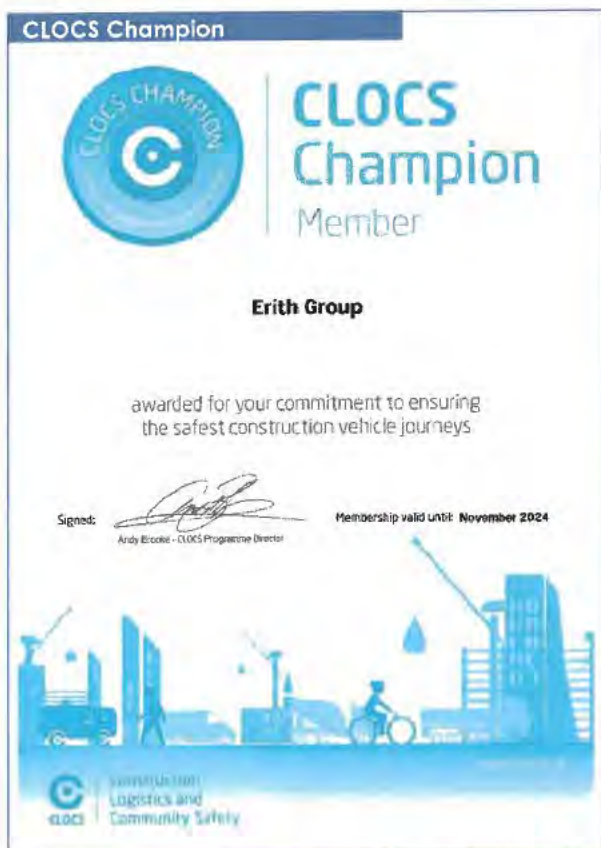 CLOCS Champion
CLOCS CHAMPION
CLOCS
Champion
Member
Erith Group
awarded for your commitment to ensuring
the safest construction vehicle journeys
Signed:
Membership valid until: November 2024
Andy Brooke - CLOCS Programme Director
Construction
Logistics and
Community Safety
CLOCS